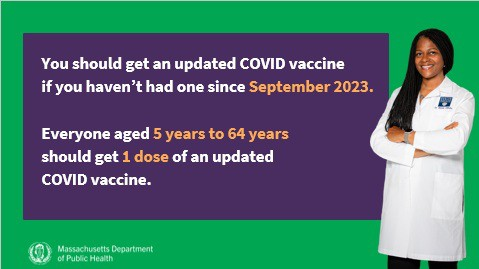 You should get an updated COVID vaccine
if you haven't had one since September 2023.
Everyone aged 5 years to 64 years
should get 1 dose of an updated
COVID vaccine.
Massachusetts Department
of Public Health